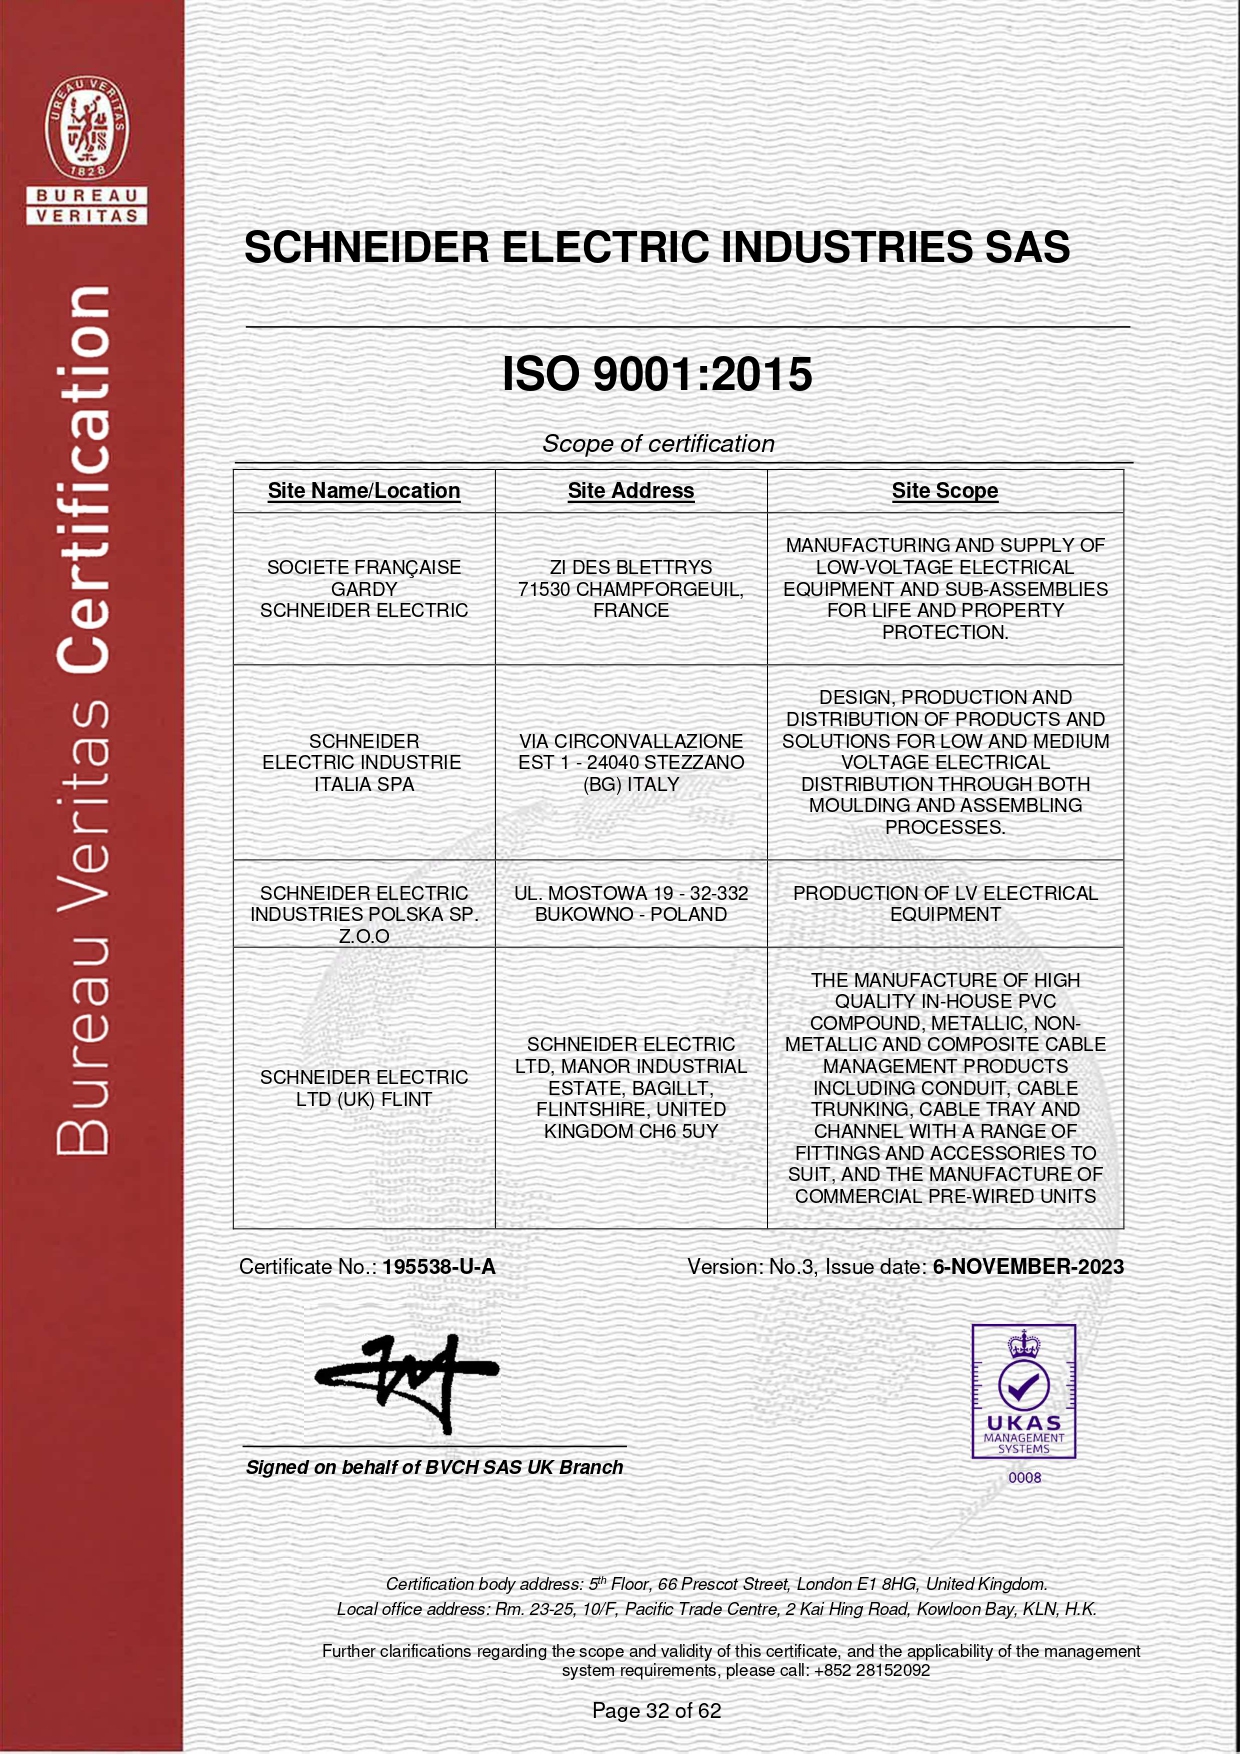 BUREAU VERITAS
1828
BUREAU
VERITAS
Bureau Veritas Certification
SCHNEIDER ELECTRIC INDUSTRIES SAS
ISO 9001:2015
Scope of certification
Site Name/Location
Site Address
Site Scope
SOCIETE FRANÇAISE
GARDY
SCHNEIDER ELECTRIC
ZI DES BLETTRYS
71530 CHAMPFORGEUIL,
FRANCE
MANUFACTURING AND SUPPLY OF
LOW-VOLTAGE ELECTRICAL
EQUIPMENT AND SUB-ASSEMBLIES
FOR LIFE AND PROPERTY
PROTECTION.
SCHNEIDER
ELECTRIC INDUSTRIE
ITALIA SPA
VIA CIRCONVALLAZIONE
EST 1 - 24040 STEZZANO
(BG) ITALY
DESIGN, PRODUCTION AND
DISTRIBUTION OF PRODUCTS AND
SOLUTIONS FOR LOW AND MEDIUM
VOLTAGE ELECTRICAL
DISTRIBUTION THROUGH BOTH
MOULDING AND ASSEMBLING
PROCESSES.
SCHNEIDER ELECTRIC
INDUSTRIES POLSKA SP.
Z.O.O
UL. MOSTOWA 19 - 32-332
BUKOWNO - POLAND
PRODUCTION OF LV ELECTRICAL
EQUIPMENT
SCHNEIDER ELECTRIC
LTD (UK) FLINT
SCHNEIDER ELECTRIC
LTD, MANOR INDUSTRIAL
ESTATE, BAGILLT,
FLINTSHIRE, UNITED
KINGDOM CH6 5UY
THE MANUFACTURE OF HIGH
QUALITY IN-HOUSE PVC
COMPOUND, METALLIC, NON-
METALLIC AND COMPOSITE CABLE
MANAGEMENT PRODUCTS
INCLUDING CONDUIT, CABLE
TRUNKING, CABLE TRAY AND
CHANNEL WITH A RANGE OF
FITTINGS AND ACCESSORIES TO
SUIT, AND THE MANUFACTURE OF
COMMERCIAL PRE-WIRED UNITS
Certificate No.: 195538-U-A
Version: No.3, Issue date: 6-NOVEMBER-2023
Signed on behalf of BVCH SAS UK Branch
UKAS
MANAGEMENT
SYSTEMS
0008
Certification body address: 5th Floor, 66 Prescot Street, London E1 8HG, United Kingdom.
Local office address: Rm. 23-25, 10/F, Pacific Trade Centre, 2 Kai Hing Road, Kowloon Bay, KLN, H.K.
Further clarifications regarding the scope and validity of this certificate, and the applicability of the management
system requirements, please call: +852 28152092
Page 32 of 62